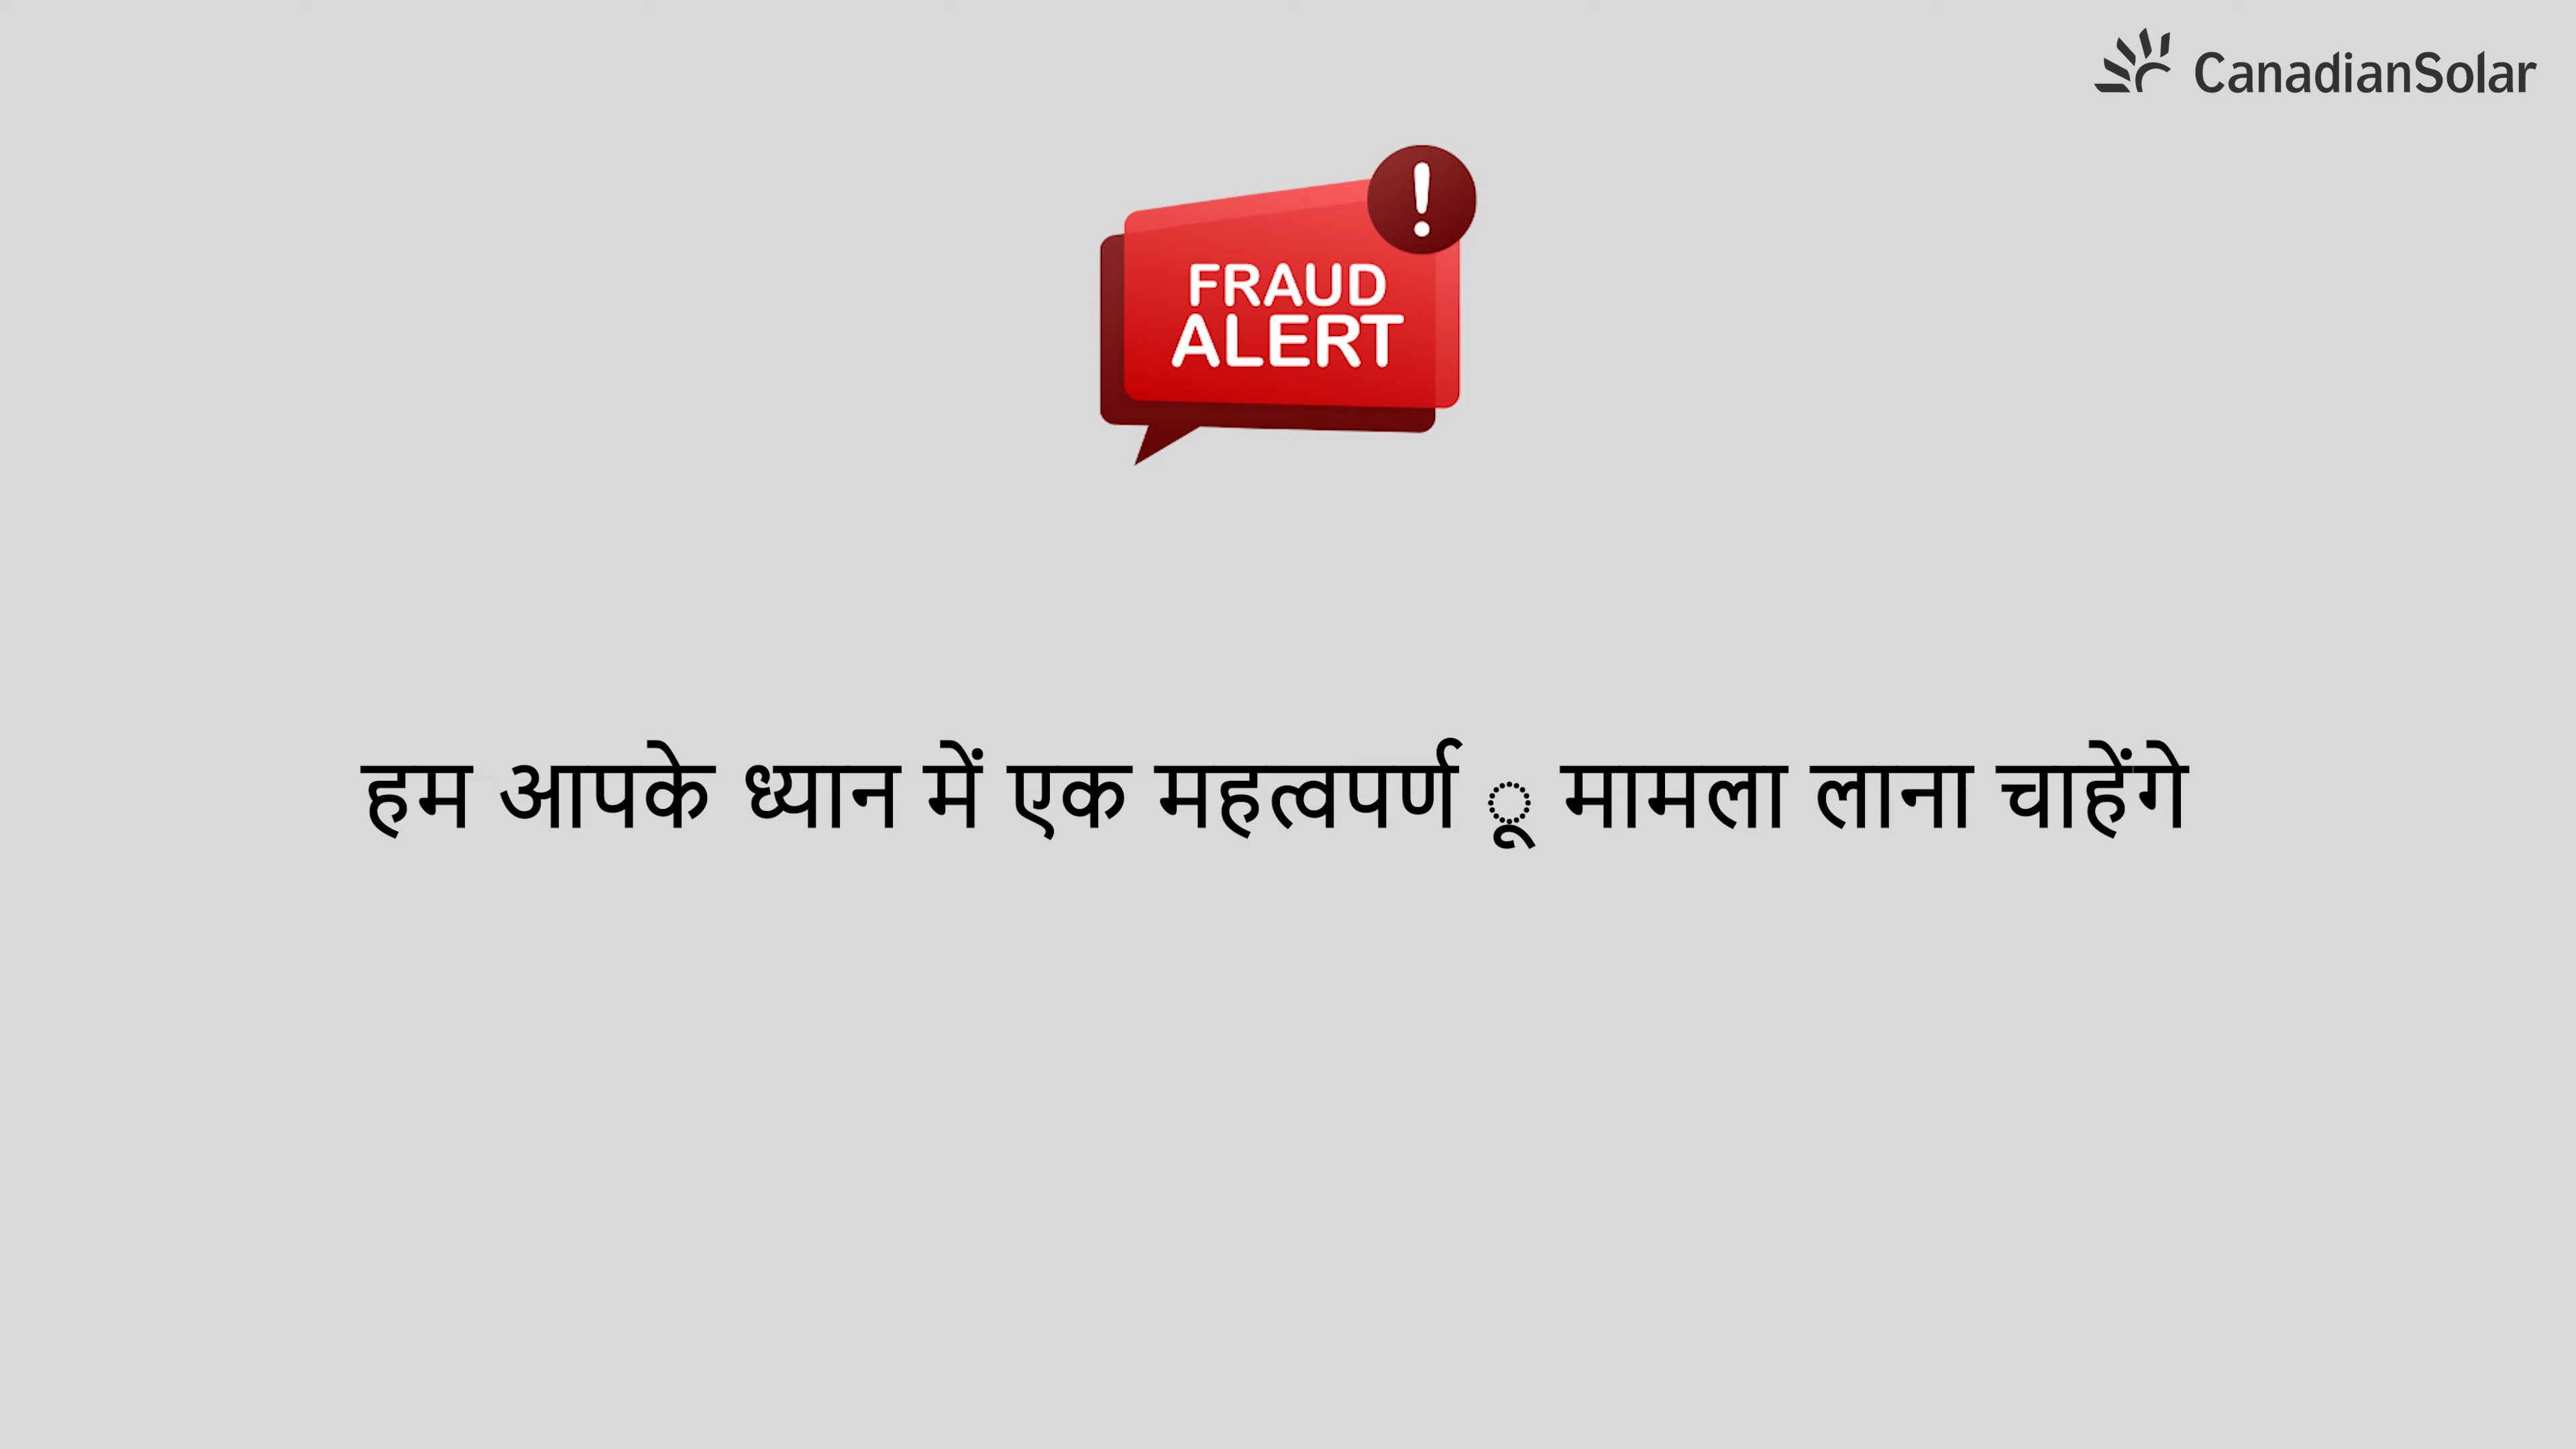 CanadianSolar
FRAUD
ALERT
हम आपके ध्यान में एक महत्वपर्ण ू मामला लाना चाहेंगे